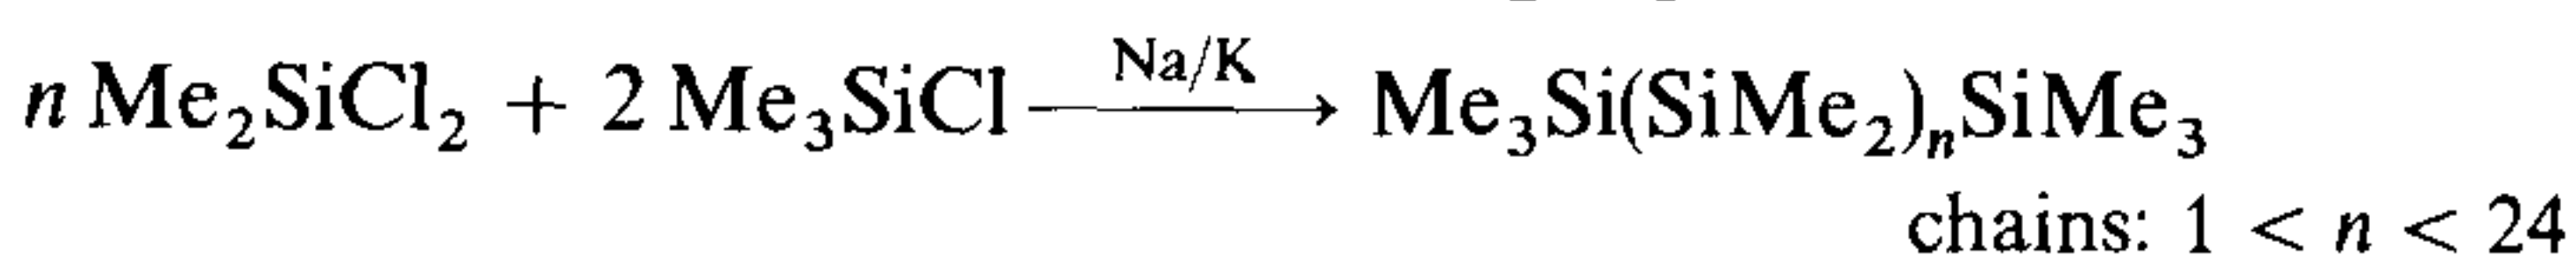 n Me₂SiCl₂ + 2 Me₃SiCl —Na/K→ Me₃Si(SiMe₂)ₙSiMe₃
chains: 1 < n < 24